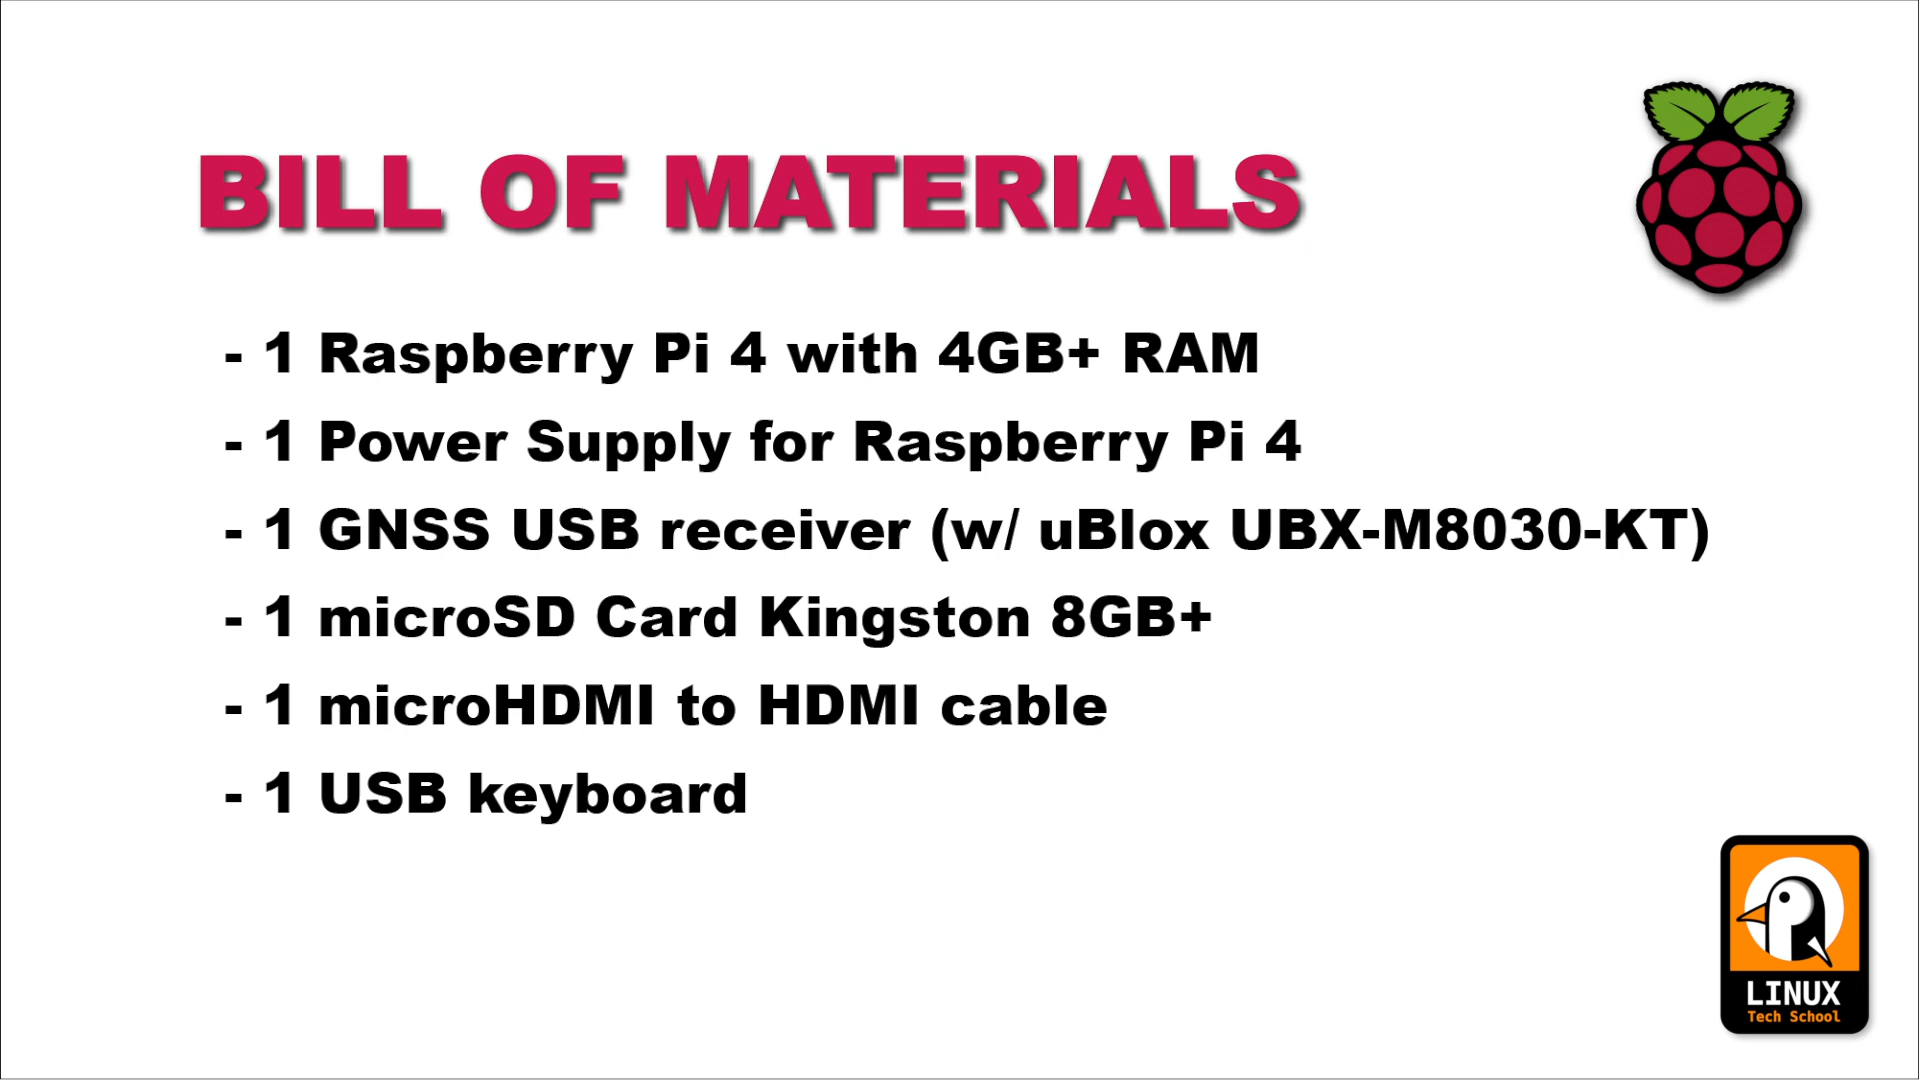 BILL OF MATERIALS
- 1 Raspberry Pi 4 with 4GB+ RAM
- 1 Power Supply for Raspberry Pi 4
- 1 GNSS USB receiver (w/ uBlox UBX-M8030-KT)
- 1 microSD Card Kingston 8GB+
- 1 microHDMI to HDMI cable
- 1 USB keyboard
LINUX
Tech School